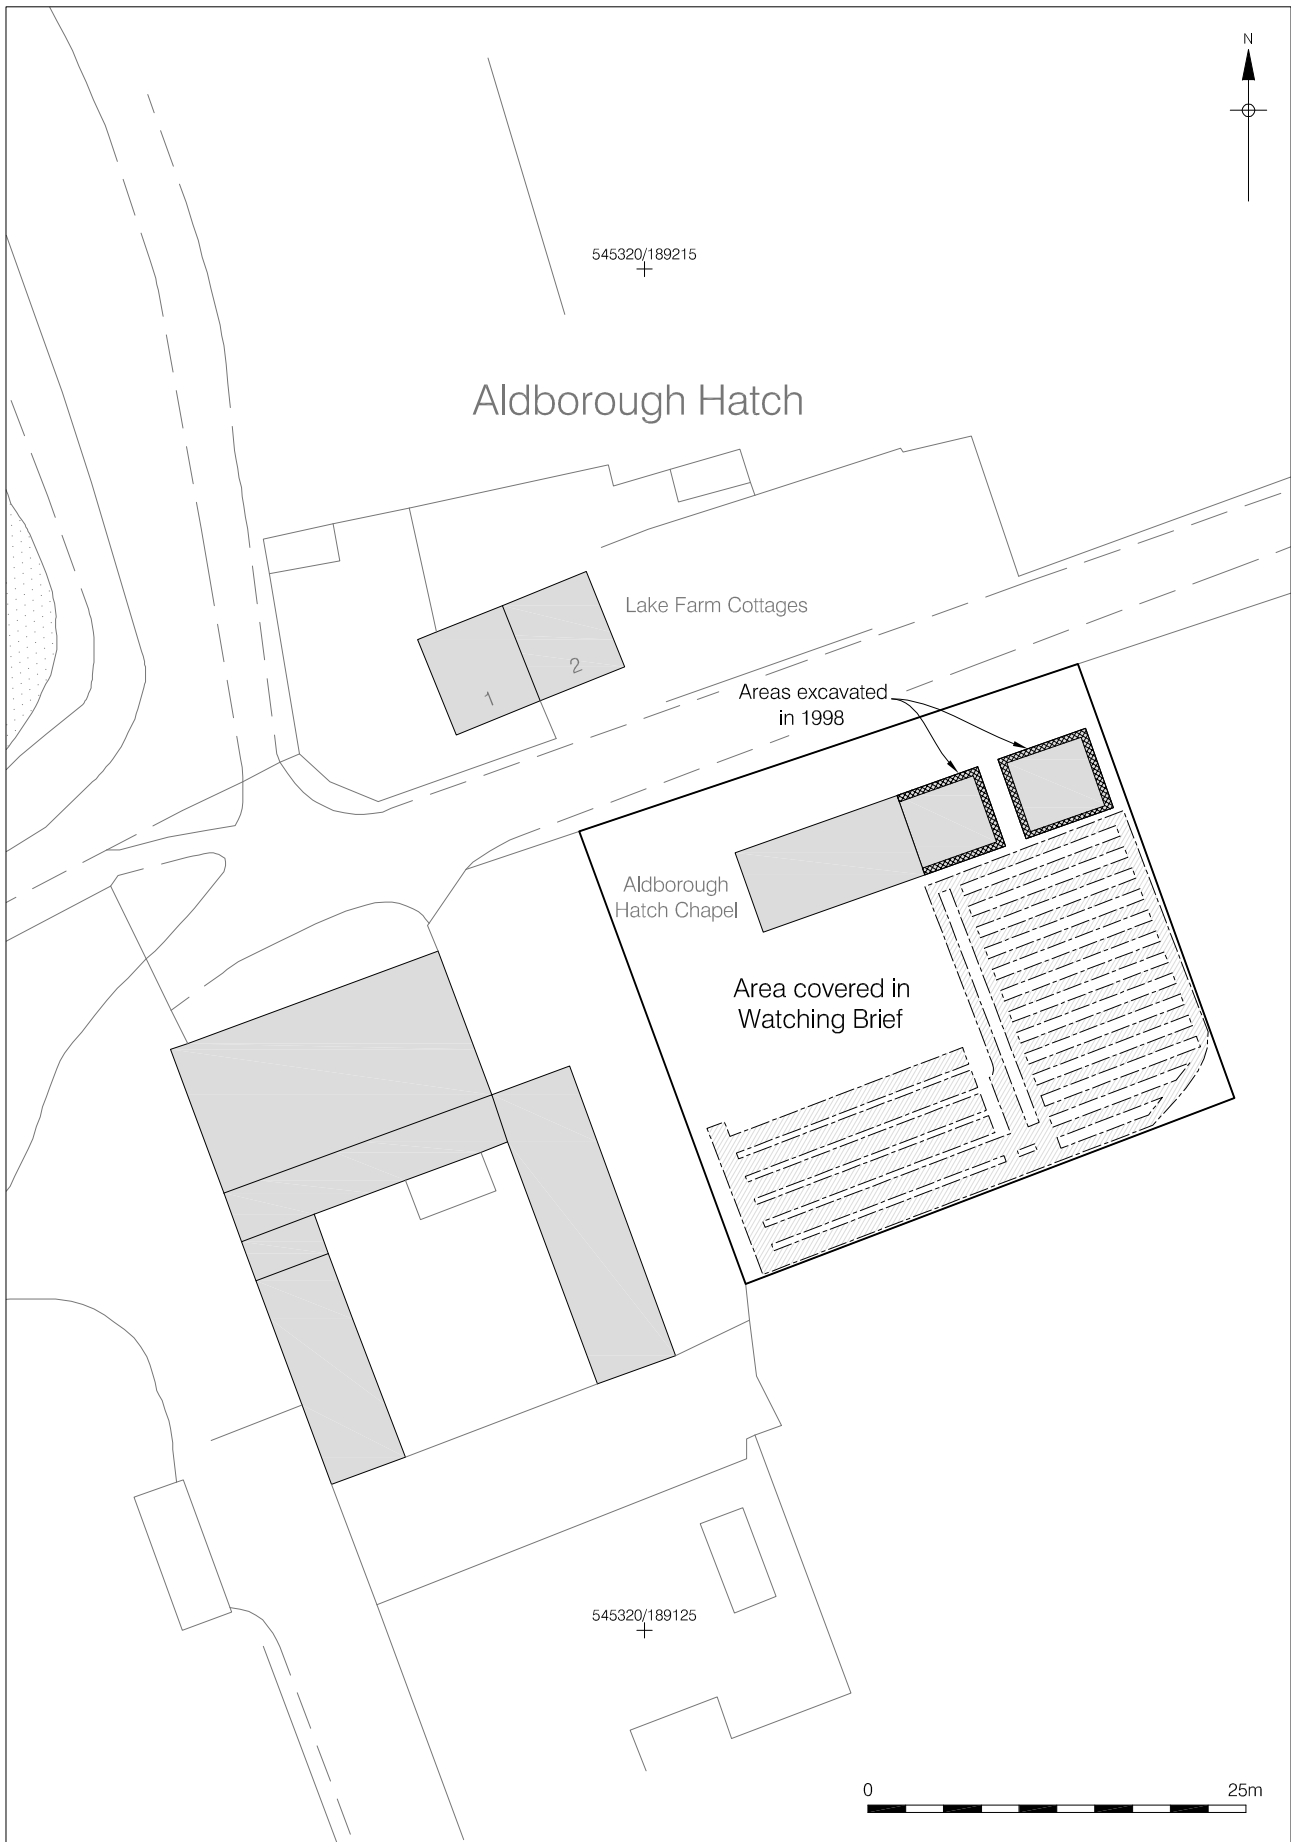 N
545320/189215
Aldborough Hatch
Lake Farm Cottages
1
2
Areas excavated
in 1998
Aldborough
Hatch Chapel
Area covered in
Watching Brief
545320/189125
0
25m